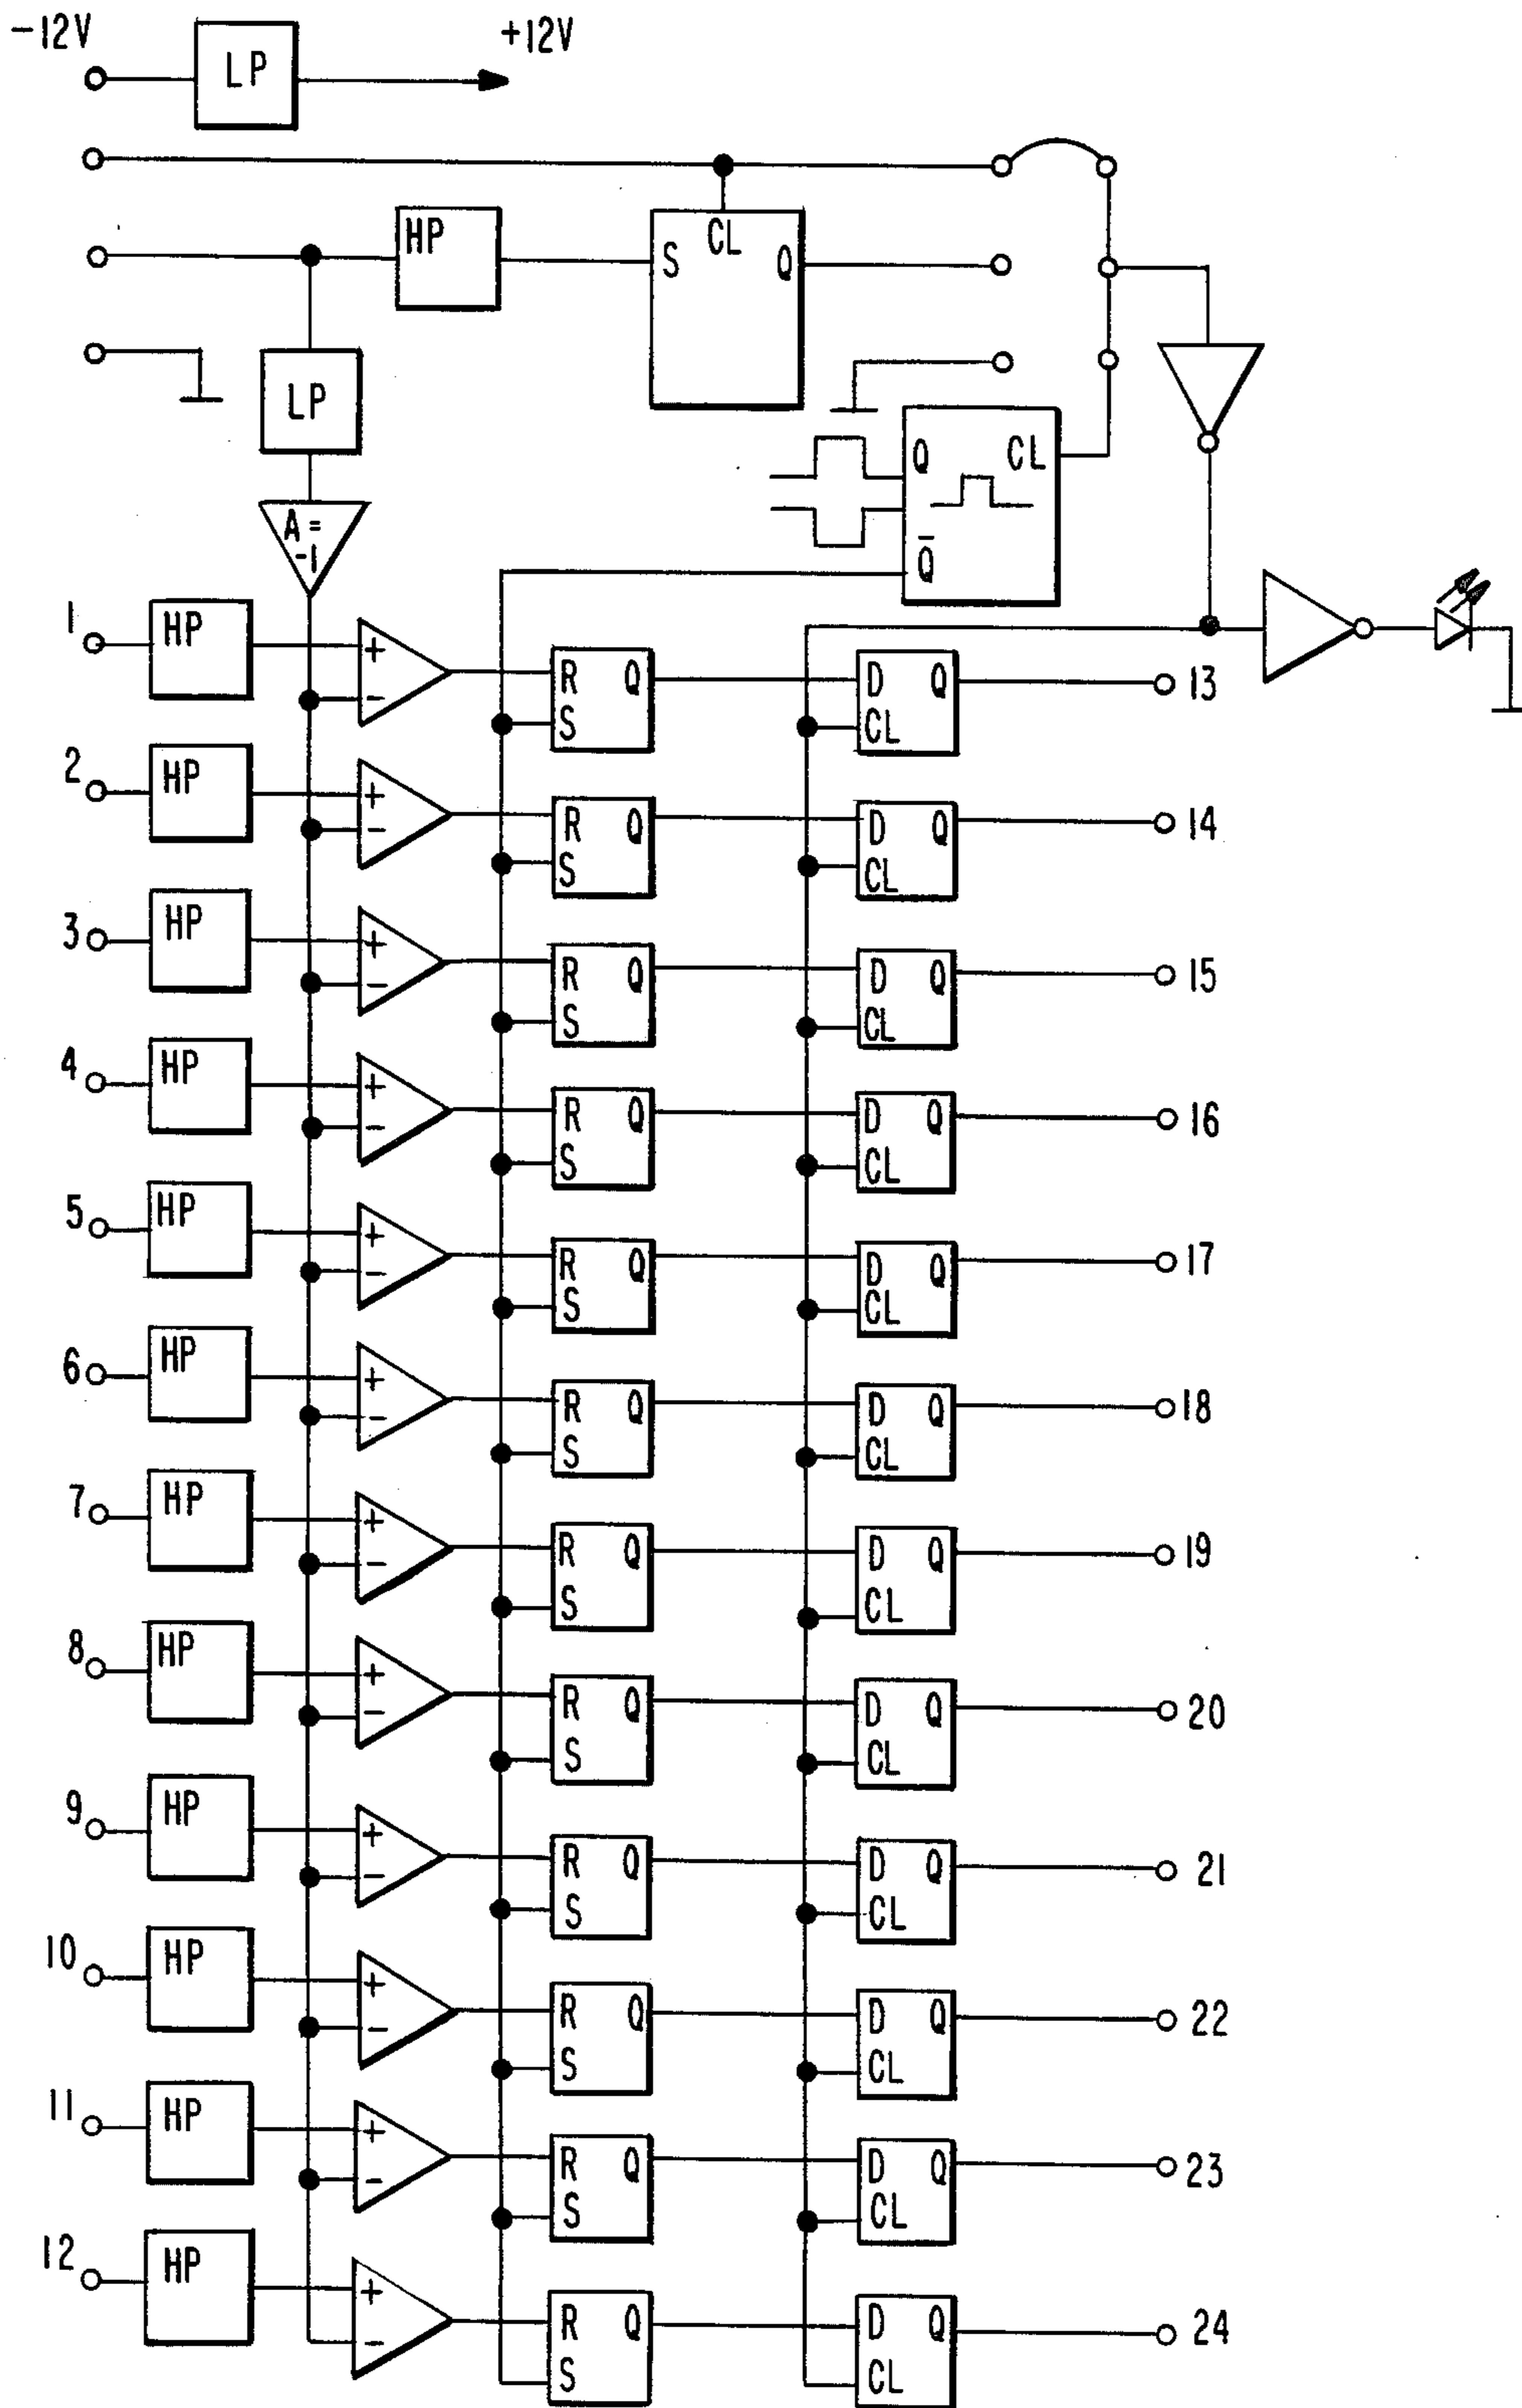 -12V
LP
+12V
HP
S CL Q
LP
A =
-1
Q CL
Q̄
1 HP + - R Q S D Q CL 13
2 HP + - R Q S D Q CL 14
3 HP + - R Q S D Q CL 15
4 HP + - R Q S D Q CL 16
5 HP + - R Q S D Q CL 17
6 HP + - R Q S D Q CL 18
7 HP + - R Q S D Q CL 19
8 HP + - R Q S D Q CL 20
9 HP + - R Q S D Q CL 21
10 HP + - R Q S D Q CL 22
11 HP + - R Q S D Q CL 23
12 HP + - R Q S D Q CL 24